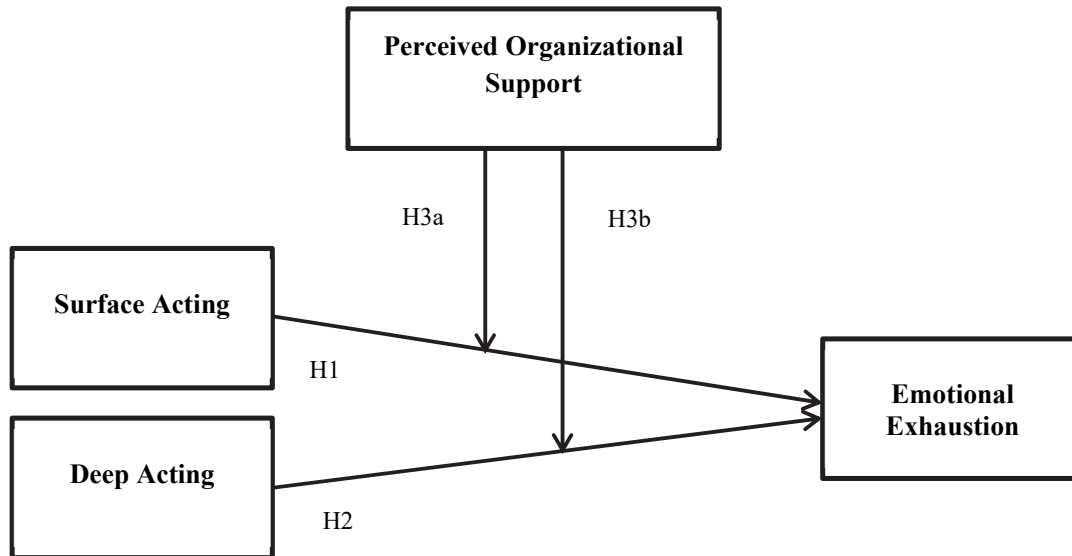 Perceived Organizational
Support
H3a
H3b
Surface Acting
H1
Emotional
Exhaustion
Deep Acting
H2